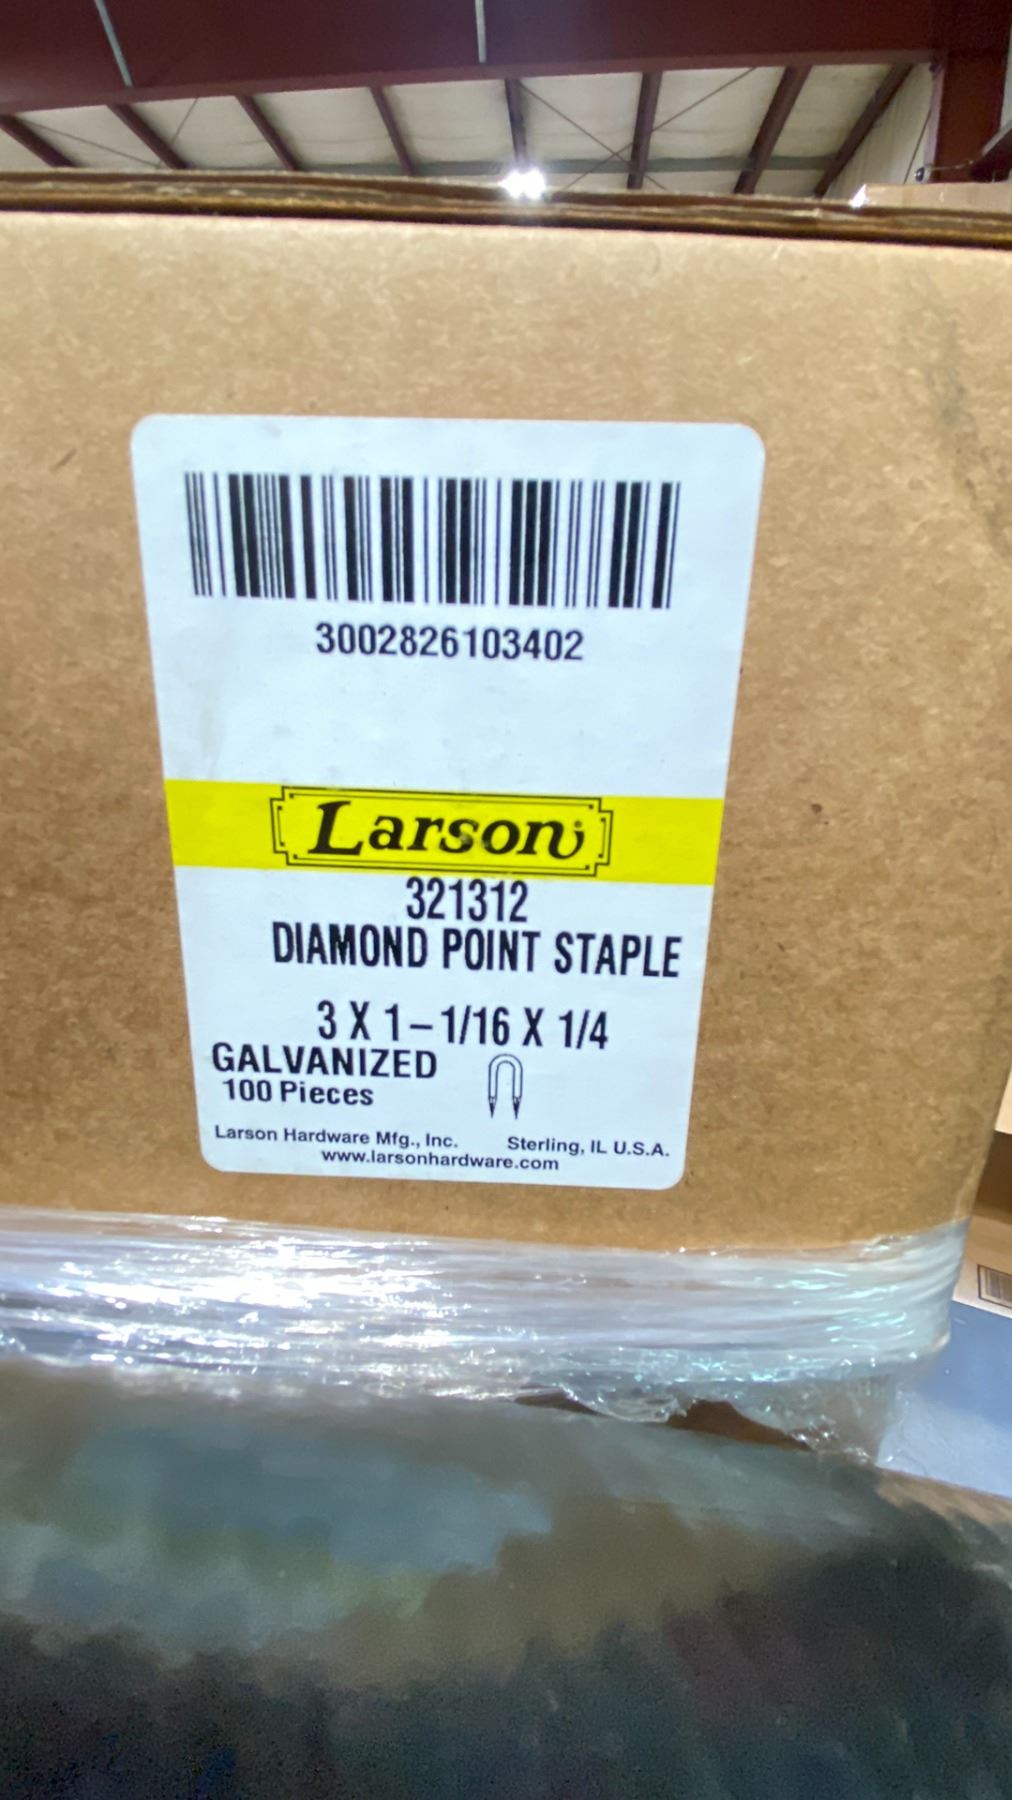 3002826103402
Larson
321312
DIAMOND POINT STAPLE
3 X 1-1/16 X 1/4
GALVANIZED
100 Pieces
Larson Hardware Mfg., Inc. Sterling, IL U.S.A.
www.larsonhardware.com